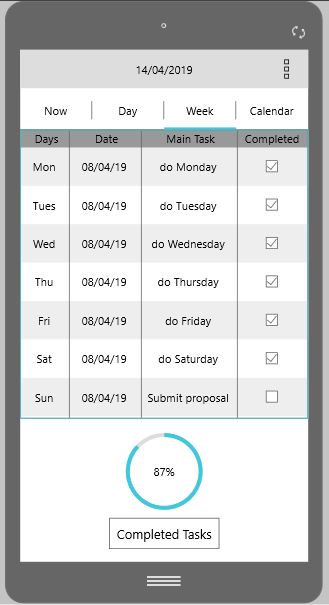 14/04/2019
Now Day Week Calendar
Days Date Main Task Completed
Mon 08/04/19 do Monday
Tues 08/04/19 do Tuesday
Wed 08/04/19 do Wednesday
Thu 08/04/19 do Thursday
Fri 08/04/19 do Friday
Sat 08/04/19 do Saturday
Sun 08/04/19 Submit proposal
87%
Completed Tasks